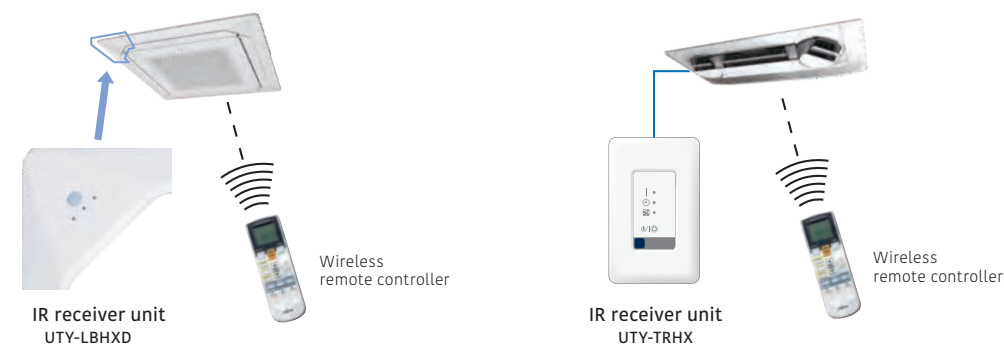 Wireless
remote controller
IR receiver unit
UTY-LBHXD
Wireless
remote controller
IR receiver unit
UTY-TRHX